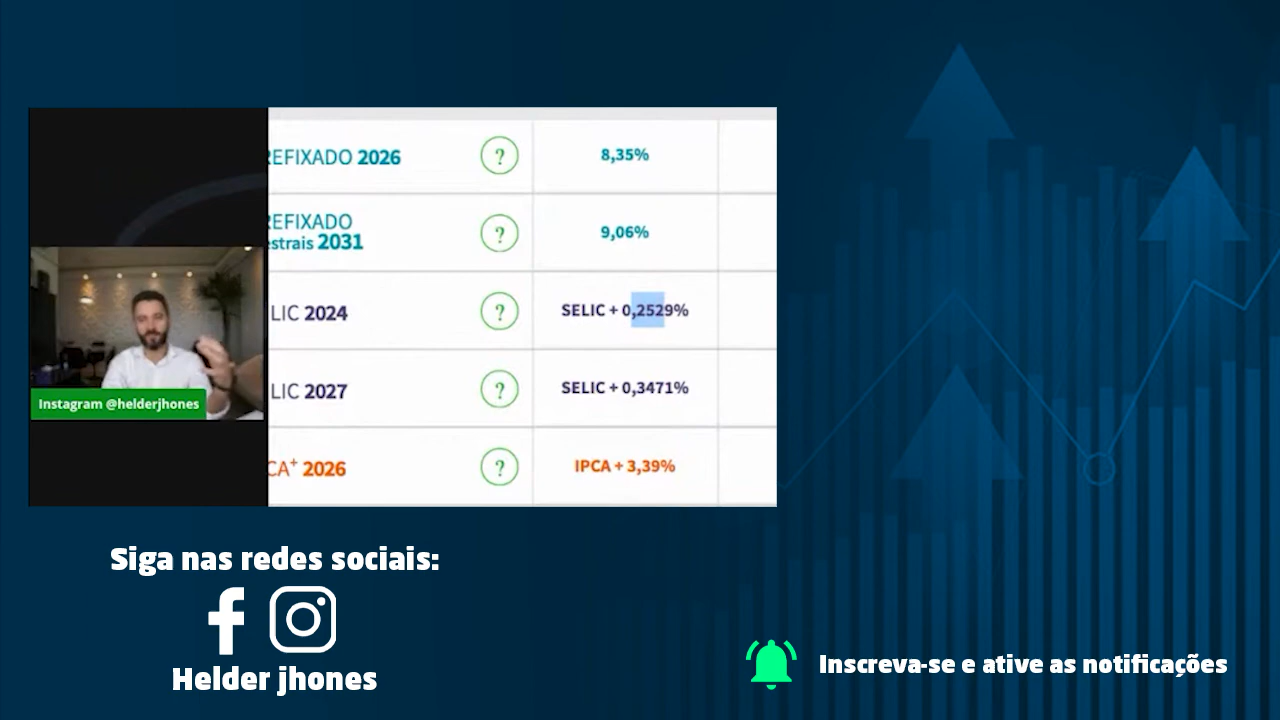 REFIXADO 2026
8,35%
REFIXADO
estrais 2031
9,06%
LIC 2024
SELIC + 0,2529%
LIC 2027
SELIC + 0,3471%
CA+ 2026
IPCA + 3,39%
?
?
?
?
?
Instagram @helderjhones
Siga nas redes sociais:
Helder jhones
Inscreva-se e ative as notificações